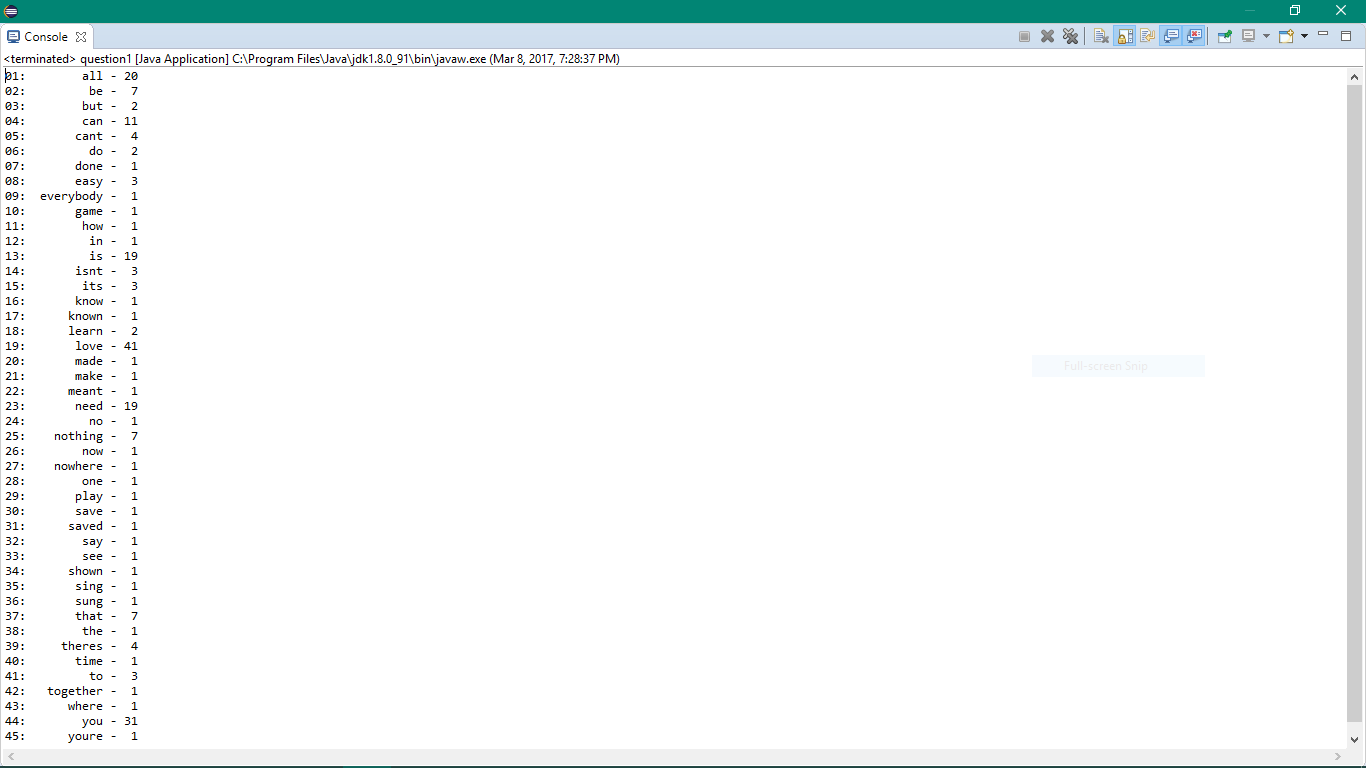 Console
<terminated> question1 [Java Application] C:\Program Files\Java\jdk1.8.0_91\bin\javaw.exe (Mar 8, 2017, 7:28:37 PM)
01:        all - 20
02:         be -  7
03:        but -  2
04:        can - 11
05:       cant -  4
06:         do -  2
07:       done -  1
08:       easy -  3
09:  everybody -  1
10:       game -  1
11:        how -  1
12:         in -  1
13:         is - 19
14:       isnt -  3
15:        its -  3
16:       know -  1
17:      known -  1
18:      learn -  2
19:       love - 41
20:       made -  1
21:       make -  1
22:      meant -  1
23:       need - 19
24:         no -  1
25:    nothing -  7
26:        now -  1
27:    nowhere -  1
28:        one -  1
29:       play -  1
30:       save -  1
31:      saved -  1
32:        say -  1
33:        see -  1
34:      shown -  1
35:       sing -  1
36:       sung -  1
37:       that -  7
38:        the -  1
39:     theres -  4
40:       time -  1
41:         to -  3
42:   together -  1
43:      where -  1
44:        you - 31
45:      youre -  1
Full-screen Snip